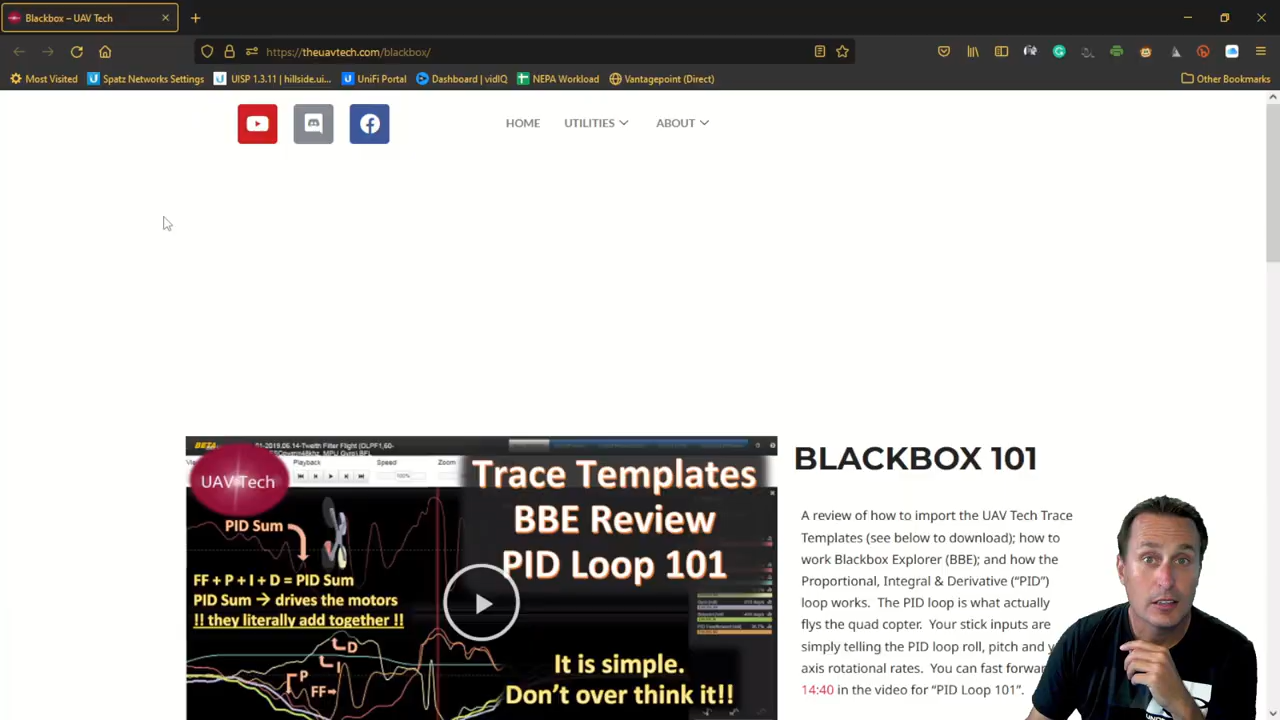 Blackbox – UAV Tech
https://theuavtech.com/blackbox/
Most Visited
Spatz Networks Settings
UISP 1.3.11 | hillside.ui...
UniFi Portal
Dashboard | vidIQ
NEPA Workload
Vantagepoint (Direct)
Other Bookmarks
HOME
UTILITIES
ABOUT
Playback
Speed
Zoom
100%
UAV Tech
Trace Templates
BBE Review
PID Loop 101
PID Sum
FF + P + I + D = PID Sum
PID Sum → drives the motors
!! they literally add together !!
D
I
P
FF
It is simple.
Don't over think it!!
BLACKBOX 101
A review of how to import the UAV Tech Trace
Templates (see below to download); how to
work Blackbox Explorer (BBE); and how the
Proportional, Integral & Derivative ("PID")
loop works. The PID loop is what actually
flys the quad copter. Your stick inputs are
simply telling the PID loop roll, pitch and
axis rotational rates. You can fast forward
14:40 in the video for "PID Loop 101".